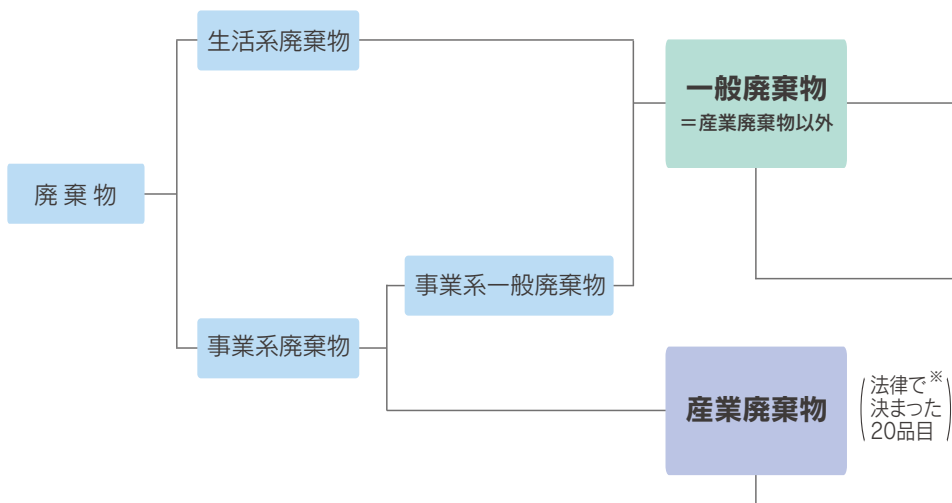 生活系廃棄物
一般廃棄物
＝産業廃棄物以外
廃棄物
事業系一般廃棄物
事業系廃棄物
産業廃棄物
法律で※
決まった
20品目